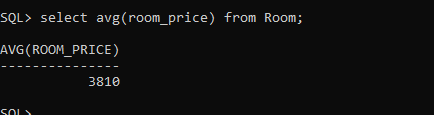 SQL> select avg(room_price) from Room;
AVG(ROOM_PRICE)
---------------
3810
SQL>